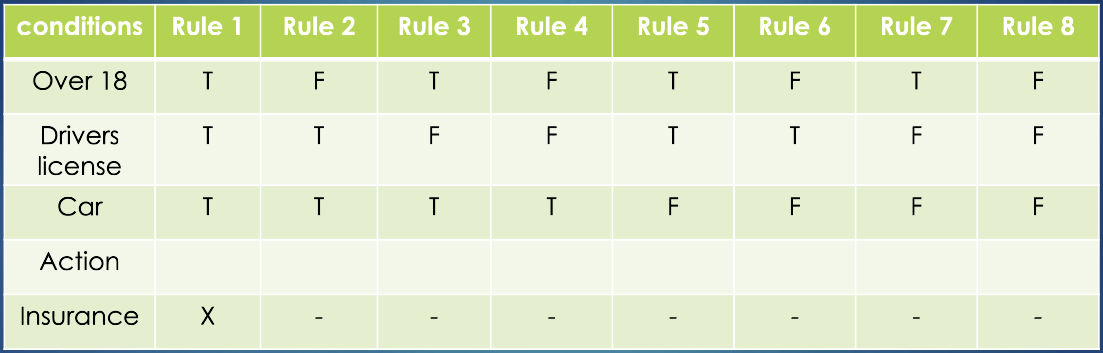 conditions Rule 1 Rule 2 Rule 3 Rule 4 Rule 5 Rule 6 Rule 7 Rule 8
Over 18 T F T F T F T F
Drivers
license T T F F T T F F
Car T T T T F F F F
Action
Insurance X - - - - - - -